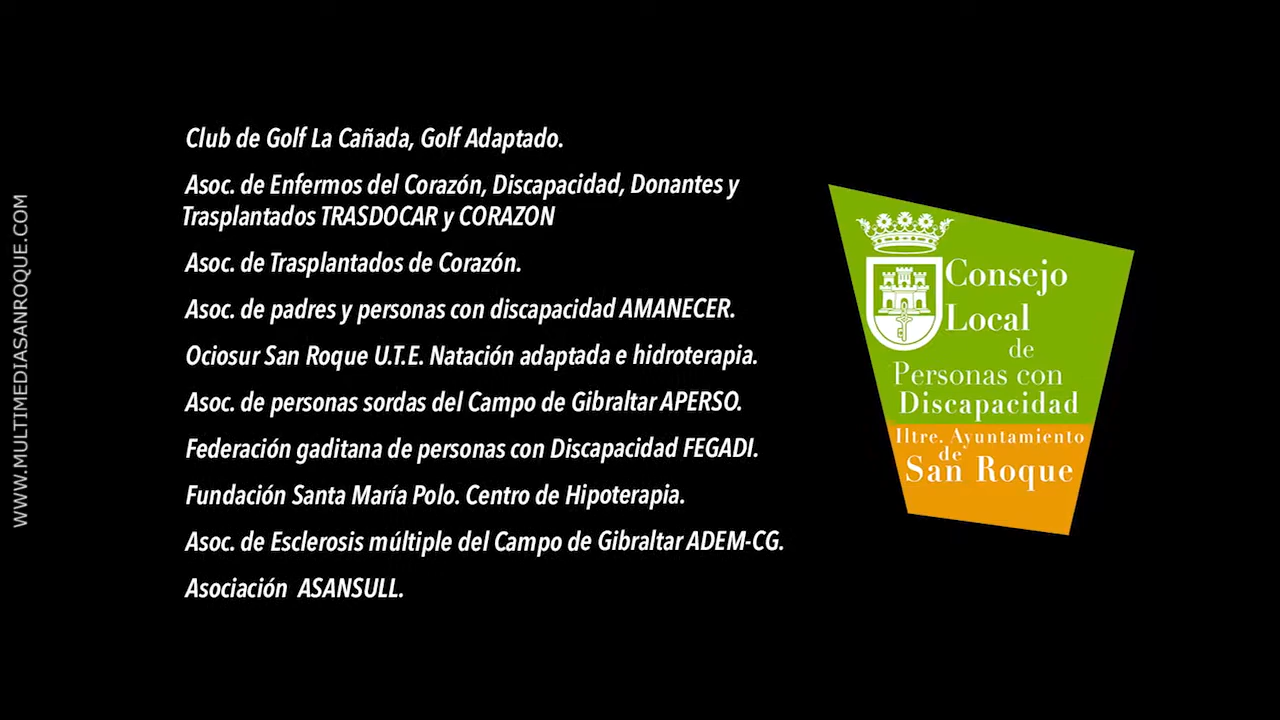 WWW.MULTIMEDIASANROQUE.COM
Club de Golf La Cañada, Golf Adaptado.
Asoc. de Enfermos del Corazón, Discapacidad, Donantes y
Trasplantados TRASDOCAR y CORAZON
Asoc. de Trasplantados de Corazón.
Asoc. de padres y personas con discapacidad AMANECER.
Ociosur San Roque U.T.E. Natación adaptada e hidroterapia.
Asoc. de personas sordas del Campo de Gibraltar APERSO.
Federación gaditana de personas con Discapacidad FEGADI.
Fundación Santa María Polo. Centro de Hipoterapia.
Asoc. de Esclerosis múltiple del Campo de Gibraltar ADEM-CG.
Asociación ASANSULL.
Consejo
Local
de
Personas con
Discapacidad
Iltre. Ayuntamiento
de
San Roque